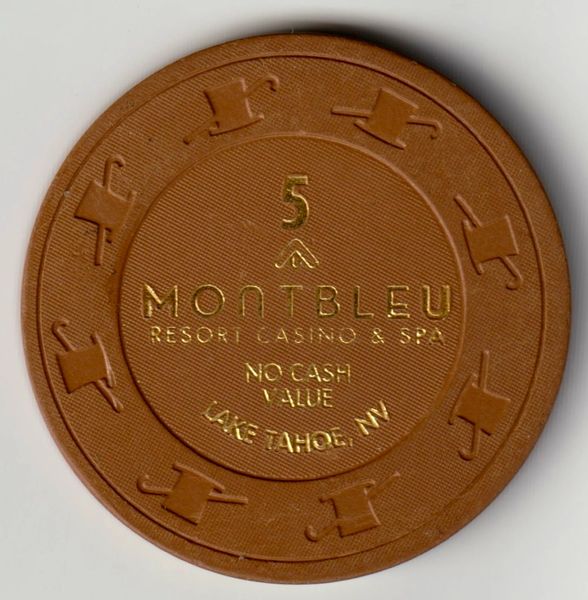 5
MONTBLEU
RESORT CASINO & SPA
NO CASH
VALUE
LAKE TAHOE, NV